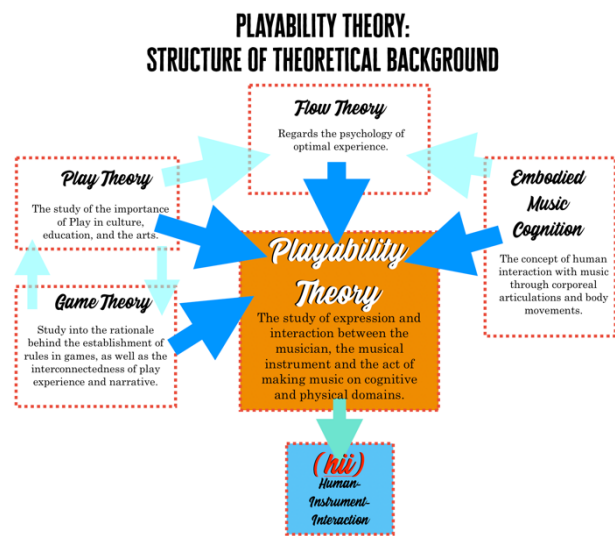 PLAYABILITY THEORY:
STRUCTURE OF THEORETICAL BACKGROUND
Flow Theory
Regards the psychology of
optimal experience.
Play Theory
The study of the importance
of Play in culture,
education, and the arts.
Embodied
Music
Cognition
The concept of human
interaction with music
through corporeal
articulations and body
movements.
Game Theory
Study into the rationale
behind the establishment of
rules in games, as well as the
interconnectedness of play
experience and narrative.
Playability
Theory
The study of expression and
interaction between the
musician, the musical
instrument and the act of
making music on cognitive
and physical domains.
(hii)
Human-
Instrument-
Interaction